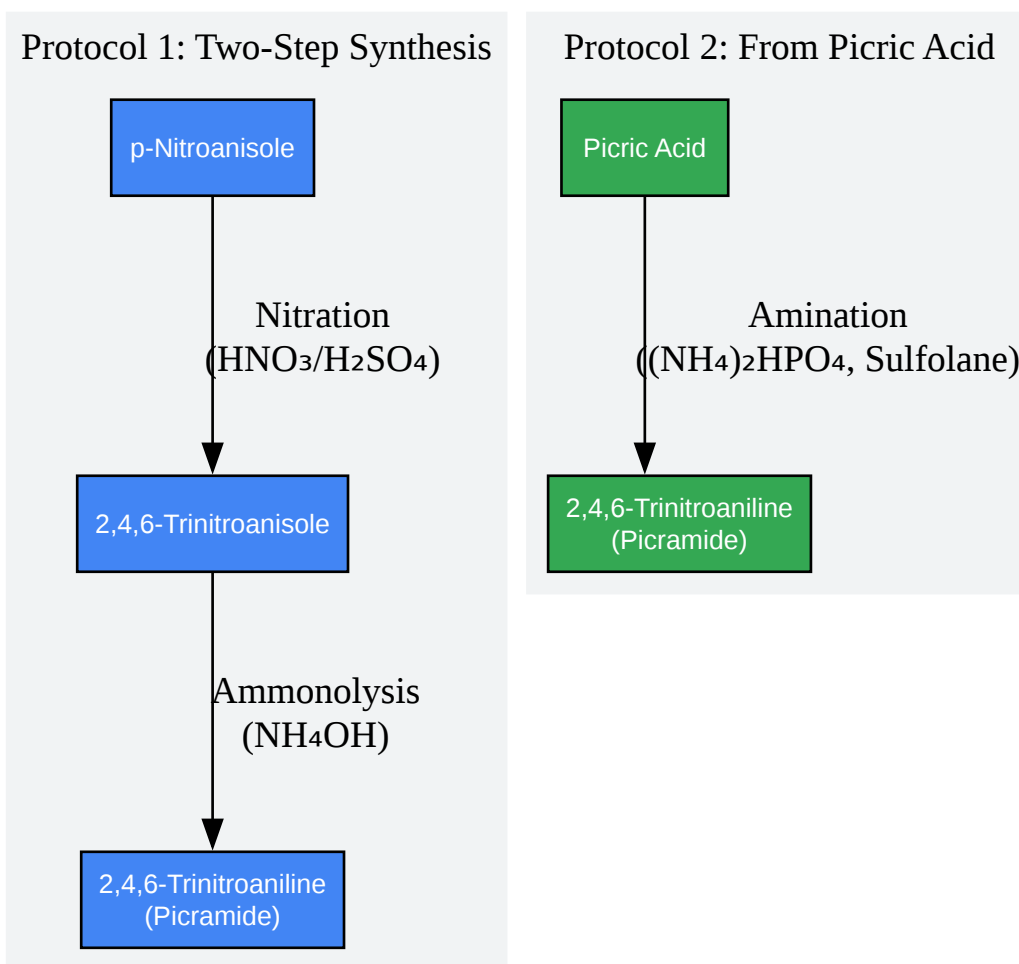 Protocol 1: Two-Step Synthesis
p-Nitroanisole
Nitration
(HNO₃/H₂SO₄)
2,4,6-Trinitroanisole
Ammonolysis
(NH₄OH)
2,4,6-Trinitroaniline
(Picramide)
Protocol 2: From Picric Acid
Picric Acid
Amination
((NH₄)₂HPO₄, Sulfolane)
2,4,6-Trinitroaniline
(Picramide)